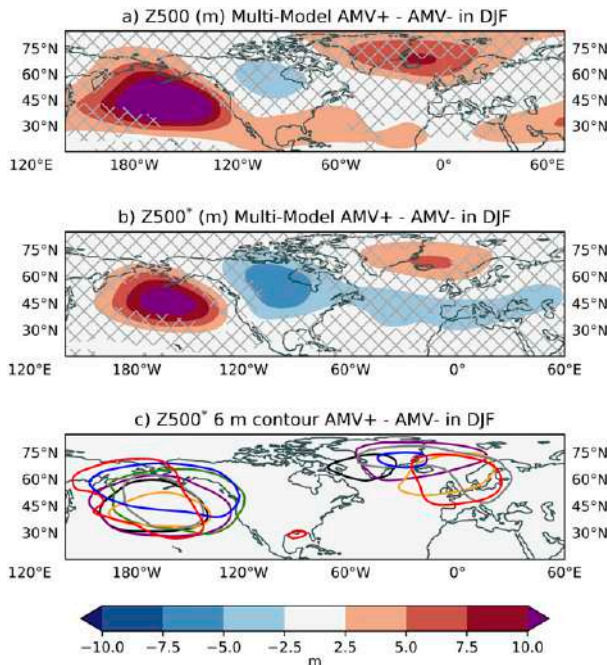 a) Z500 (m) Multi-Model AMV+ - AMV- in DJF
75°N 75°N
60°N 60°N
45°N 45°N
30°N 30°N
120°E 180°W 120°W 60°W 0° 60°E
b) Z500* (m) Multi-Model AMV+ - AMV- in DJF
75°N 75°N
60°N 60°N
45°N 45°N
30°N 30°N
120°E 180°W 120°W 60°W 0° 60°E
c) Z500* 6 m contour AMV+ - AMV- in DJF
75°N 75°N
60°N 60°N
45°N 45°N
30°N 30°N
120°E 180°W 120°W 60°W 0° 60°E
−10.0 −7.5 −5.0 −2.5 2.5 5.0 7.5 10.0
m